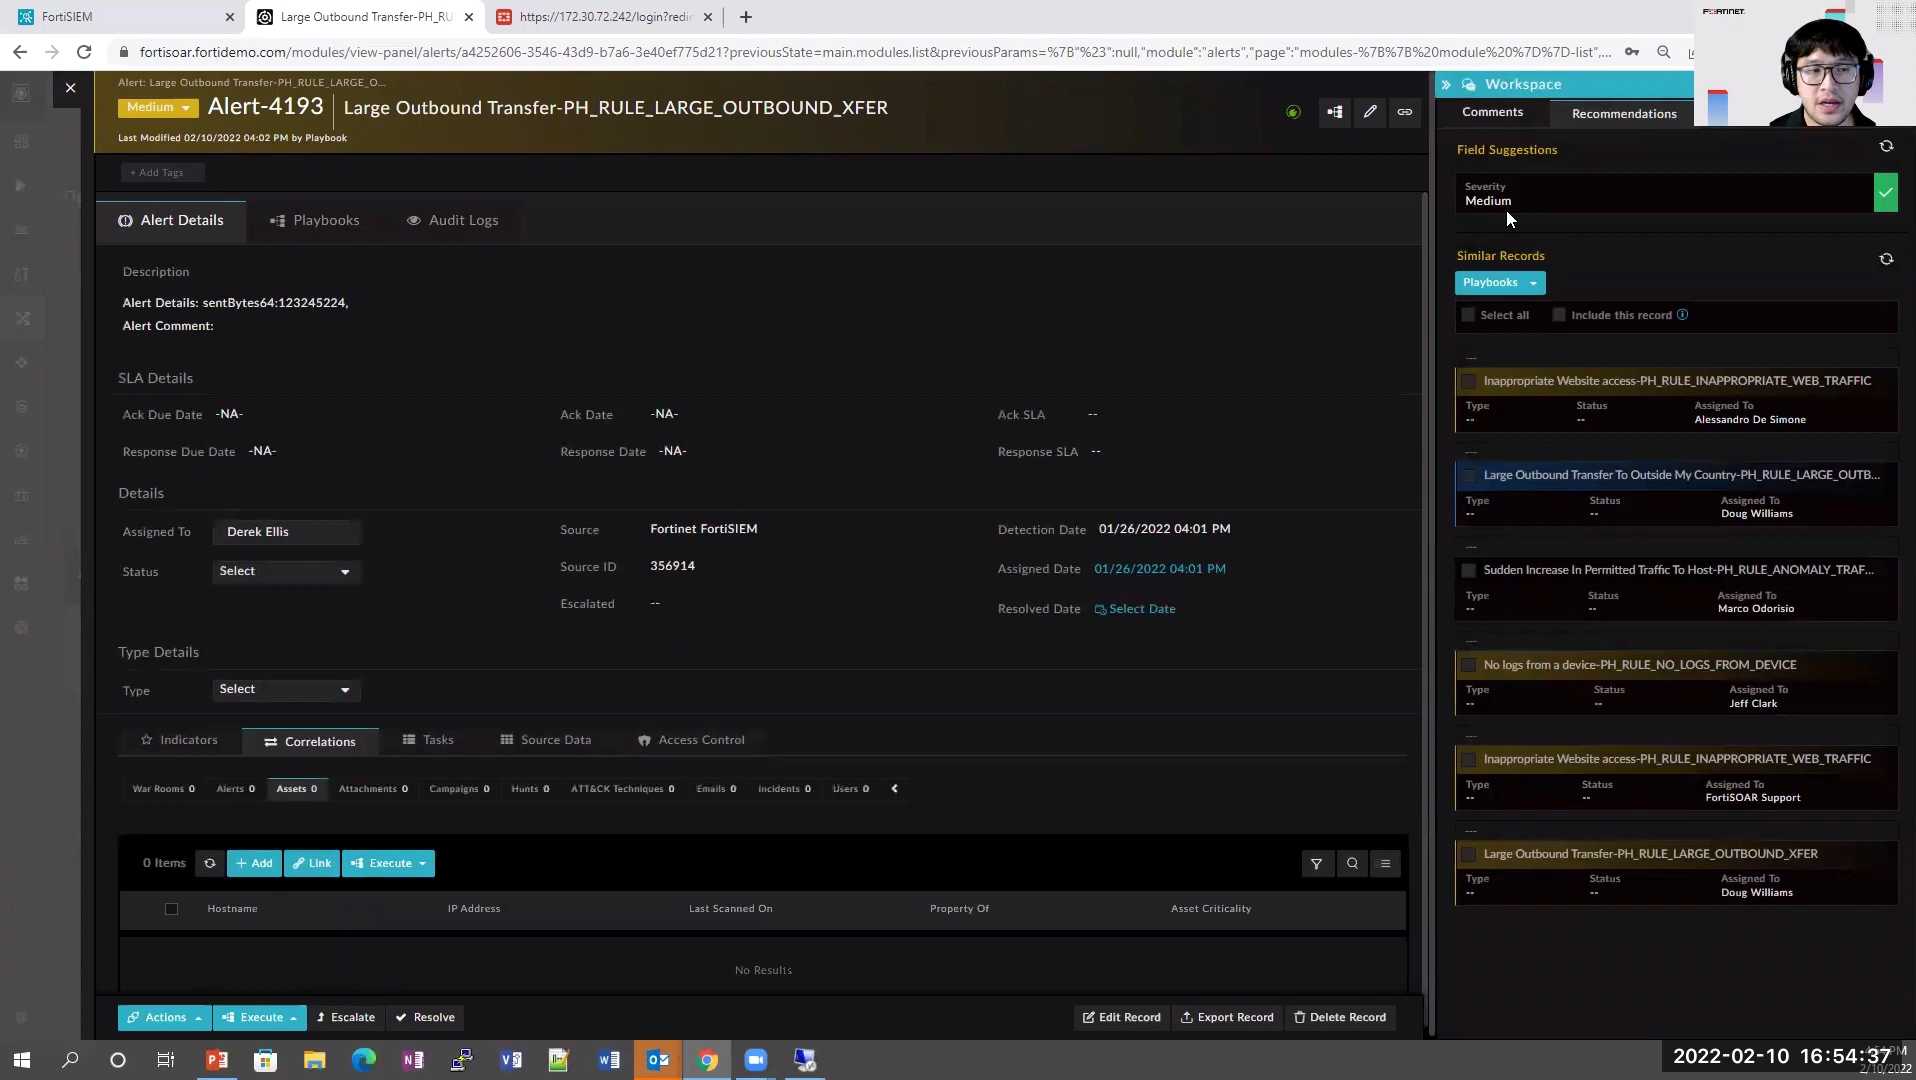 FortiSIEM
Large Outbound Transfer-PH_RU
https://172.30.72.242/login?redir
fortisoar.fortidemo.com/modules/view-panel/alerts/a4252606-3546-43d9-b7a6-3e40ef775d21?previousState=main.modules.list&previousParams=%7B"%23":null,"module":"alerts","page":"modules-%7B%7B%20module%20%7D%7D-list",...
FORTINET
Alert: Large Outbound Transfer-PH_RULE_LARGE_O...
Medium
Alert-4193
Large Outbound Transfer-PH_RULE_LARGE_OUTBOUND_XFER
Last Modified 02/10/2022 04:02 PM by Playbook
+ Add Tags
Alert Details
Playbooks
Audit Logs
Description
Alert Details: sentBytes64:123245224,
Alert Comment:
SLA Details
Ack Due Date -NA-
Ack Date -NA-
Ack SLA --
Response Due Date -NA-
Response Date -NA-
Response SLA --
Details
Assigned To Derek Ellis
Source Fortinet FortiSIEM
Detection Date 01/26/2022 04:01 PM
Status Select
Source ID 356914
Assigned Date 01/26/2022 04:01 PM
Escalated --
Resolved Date Select Date
Type Details
Type Select
Indicators
Correlations
Tasks
Source Data
Access Control
War Rooms 0
Alerts 0
Assets 0
Attachments 0
Campaigns 0
Hunts 0
ATT&CK Techniques 0
Emails 0
Incidents 0
Users 0
0 Items
+ Add
Link
Execute
Hostname
IP Address
Last Scanned On
Property Of
Asset Criticality
No Results
Actions
Execute
Escalate
Resolve
Edit Record
Export Record
Delete Record
Workspace
Comments
Recommendations
Field Suggestions
Severity
Medium
Similar Records
Playbooks
Select all
Include this record
---
Inappropriate Website access-PH_RULE_INAPPROPRIATE_WEB_TRAFFIC
Type Status Assigned To
-- -- Alessandro De Simone
---
Large Outbound Transfer To Outside My Country-PH_RULE_LARGE_OUTB...
Type Status Assigned To
-- -- Doug Williams
---
Sudden Increase In Permitted Traffic To Host-PH_RULE_ANOMALY_TRAF...
Type Status Assigned To
-- -- Marco Odorisio
---
No logs from a device-PH_RULE_NO_LOGS_FROM_DEVICE
Type Status Assigned To
-- -- Jeff Clark
---
Inappropriate Website access-PH_RULE_INAPPROPRIATE_WEB_TRAFFIC
Type Status Assigned To
-- -- FortiSOAR Support
---
Large Outbound Transfer-PH_RULE_LARGE_OUTBOUND_XFER
Type Status Assigned To
-- -- Doug Williams
2022-02-10 16:54:37
2/10/2022